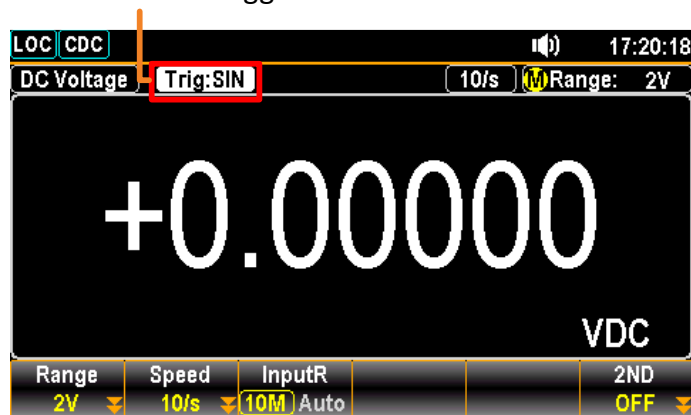 LOC CDC 17:20:18
DC Voltage Trig:SIN 10/s M Range: 2V
+0.00000
VDC
Range Speed InputR 2ND
2V 10/s 10M Auto OFF